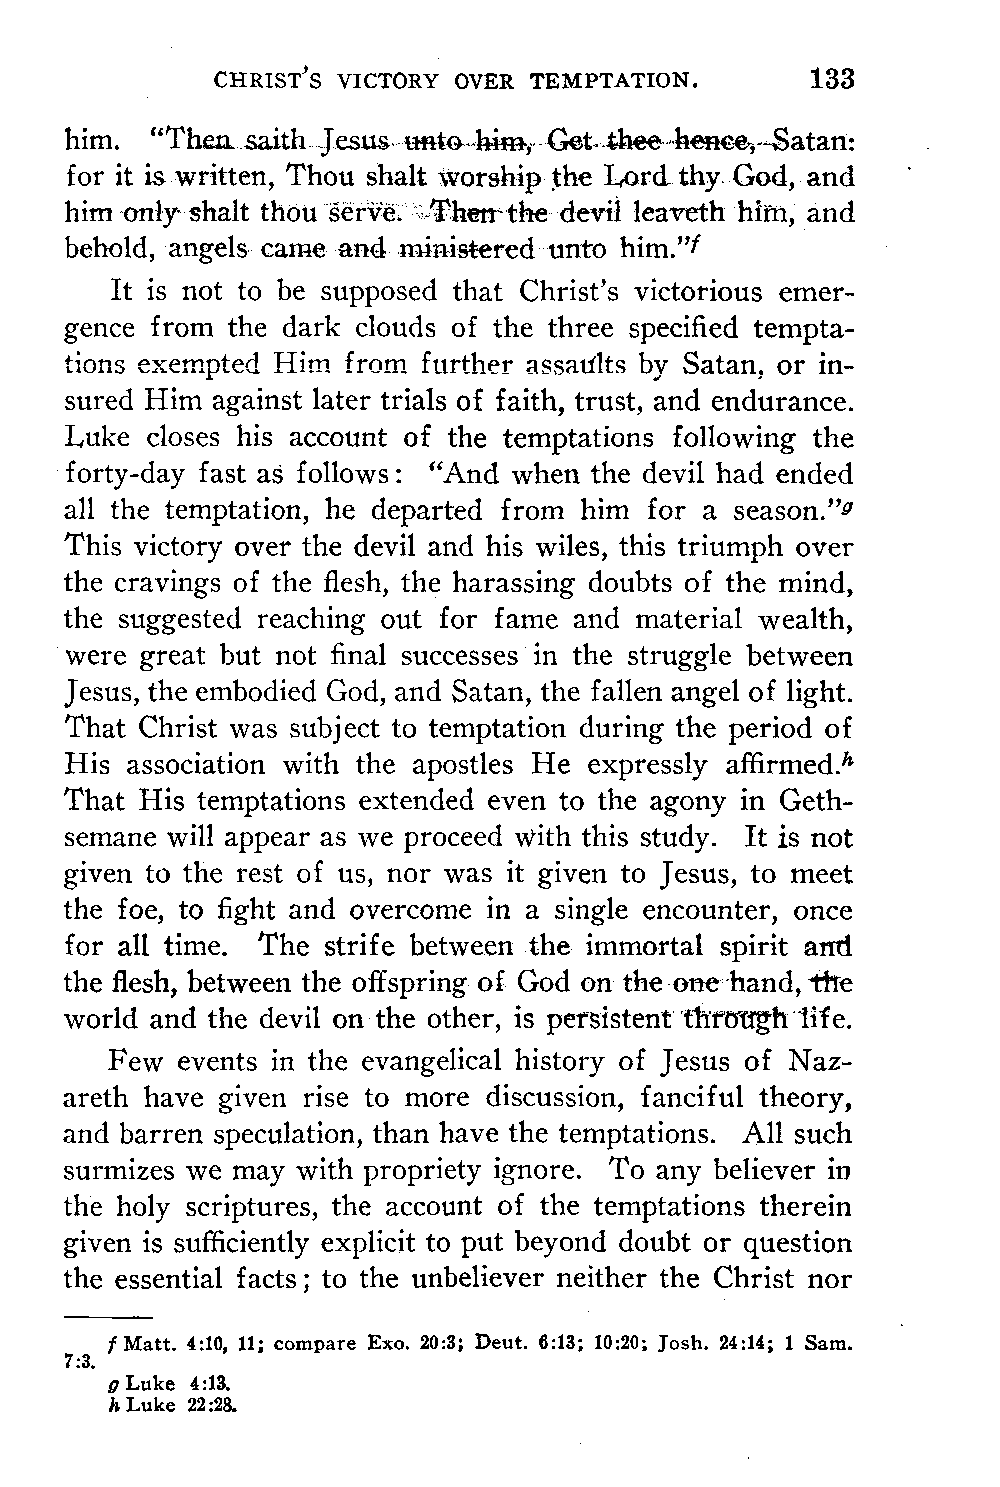 CHRIST'S VICTORY OVER TEMPTATION. 133
him. "Then saith Jesus unto him, Get thee hence, Satan:
for it is written, Thou shalt worship the Lord thy God, and
him only shalt thou serve. Then the devil leaveth him, and
behold, angels came and ministered unto him."f
It is not to be supposed that Christ's victorious emer-
gence from the dark clouds of the three specified tempta-
tions exempted Him from further assaults by Satan, or in-
sured Him against later trials of faith, trust, and endurance.
Luke closes his account of the temptations following the
forty-day fast as follows: "And when the devil had ended
all the temptation, he departed from him for a season."g
This victory over the devil and his wiles, this triumph over
the cravings of the flesh, the harassing doubts of the mind,
the suggested reaching out for fame and material wealth,
were great but not final successes in the struggle between
Jesus, the embodied God, and Satan, the fallen angel of light.
That Christ was subject to temptation during the period of
His association with the apostles He expressly affirmed.h
That His temptations extended even to the agony in Geth-
semane will appear as we proceed with this study. It is not
given to the rest of us, nor was it given to Jesus, to meet
the foe, to fight and overcome in a single encounter, once
for all time. The strife between the immortal spirit and
the flesh, between the offspring of God on the one hand, the
world and the devil on the other, is persistent through life.
Few events in the evangelical history of Jesus of Naz-
areth have given rise to more discussion, fanciful theory,
and barren speculation, than have the temptations. All such
surmizes we may with propriety ignore. To any believer in
the holy scriptures, the account of the temptations therein
given is sufficiently explicit to put beyond doubt or question
the essential facts; to the unbeliever neither the Christ nor
f Matt. 4:10, 11; compare Exo. 20:3; Deut. 6:13; 10:20; Josh. 24:14; 1 Sam.
7:3.
g Luke 4:13.
h Luke 22:28.